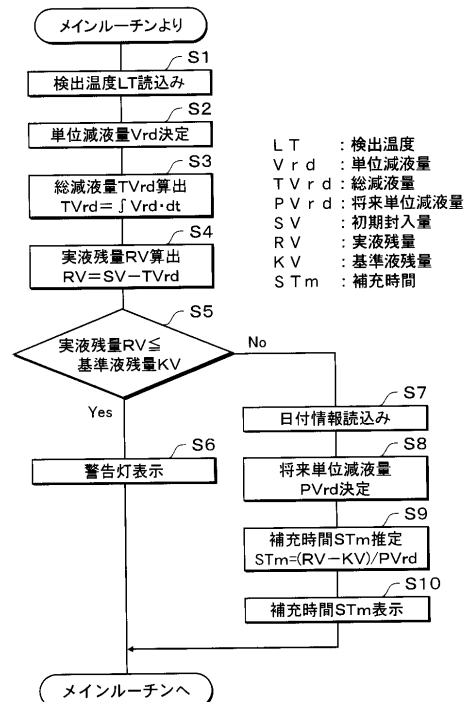 メインルーチンより
S1
検出温度LT読込み
S2
単位減液量Vrd決定
S3
総減液量TVrd算出
TVrd=∫Vrd・dt
S4
実液残量RV算出
RV=SV-TVrd
S5
実液残量RV≦
基準液残量KV
No
Yes
S6
警告灯表示
S7
日付情報読込み
S8
将来単位減液量
PVrd決定
S9
補充時間STm推定
STm=(RV-KV)/PVrd
S10
補充時間STm表示
メインルーチンへ
LT :検出温度
Vrd :単位減液量
TVrd :総減液量
PVrd :将来単位減液量
SV :初期封入量
RV :実液残量
KV :基準液残量
STm :補充時間